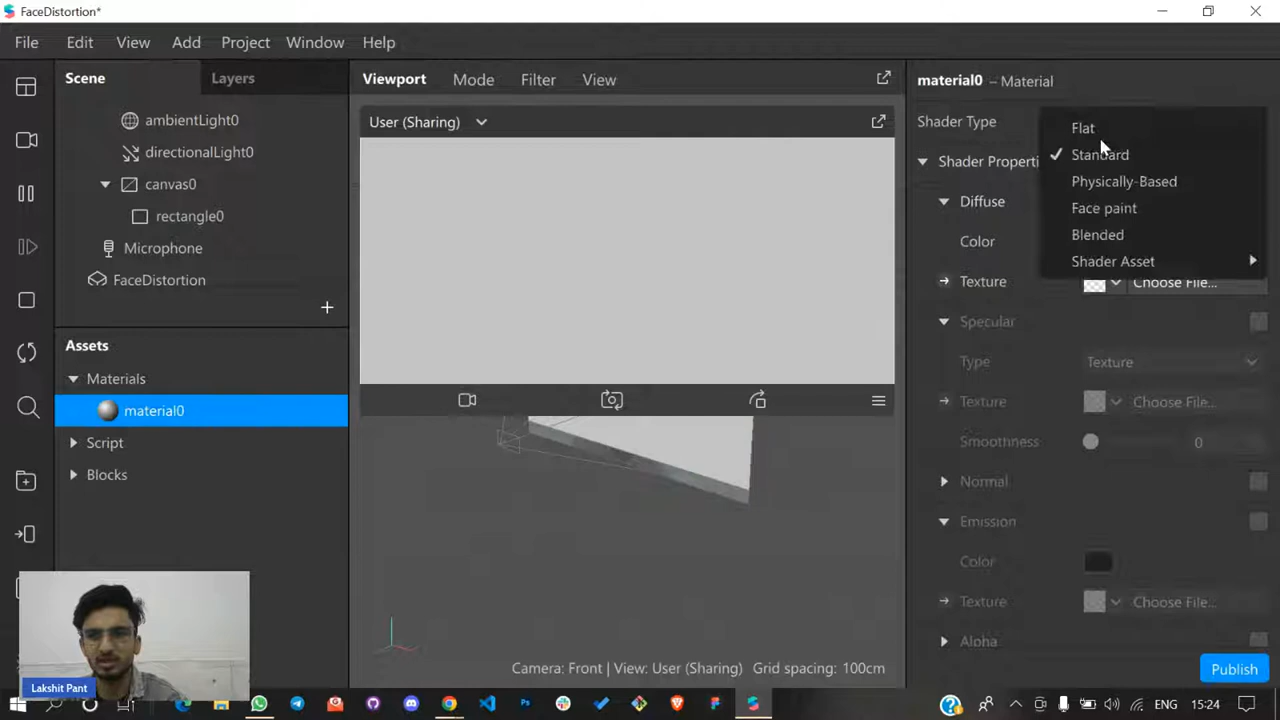 FaceDistortion*
File Edit View Add Project Window Help
Scene Layers
ambientLight0
directionalLight0
canvas0
rectangle0
Microphone
FaceDistortion
+
Assets
Materials
material0
Script
Blocks
Lakshit Pant
Viewport Mode Filter View
User (Sharing)
Camera: Front | View: User (Sharing) Grid spacing: 100cm
material0 – Material
Shader Type
Flat
Standard
Physically-Based
Face paint
Blended
Shader Asset
Shader Properti
Diffuse
Color
Texture Choose File...
Specular
Type Texture
Texture Choose File...
Smoothness 0
Normal
Emission
Color
Texture Choose File...
Alpha
Publish
ENG 15:24